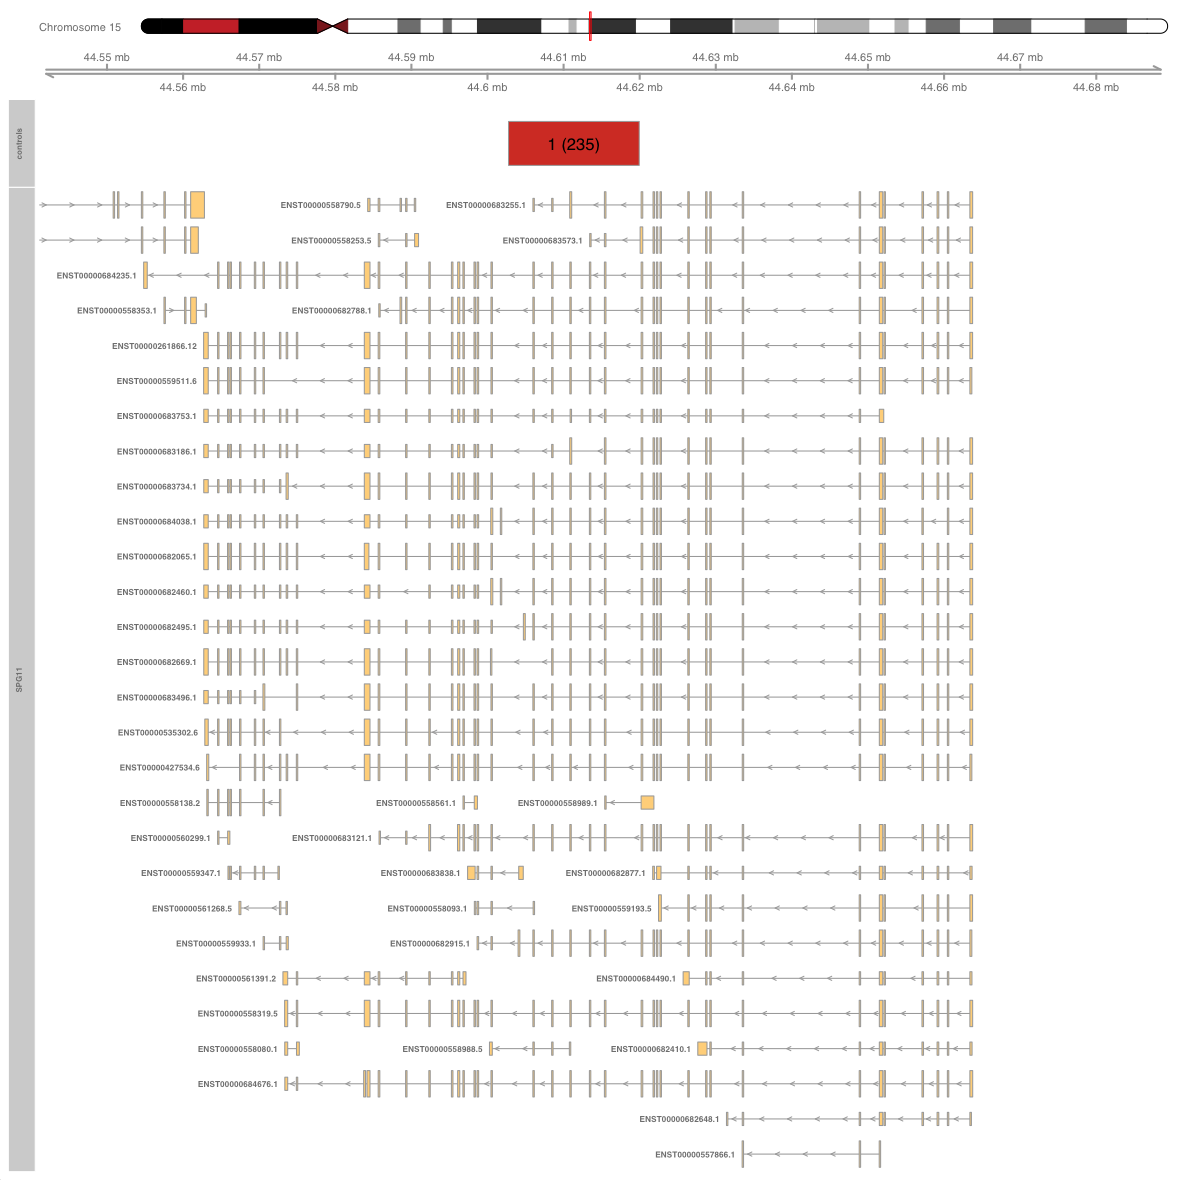 Chromosome 15
44.55 mb 44.57 mb 44.59 mb 44.61 mb 44.63 mb 44.65 mb 44.67 mb
44.56 mb 44.58 mb 44.6 mb 44.62 mb 44.64 mb 44.66 mb 44.68 mb
controls
1 (235)
SPG11
ENST00000558790.5 ENST00000683255.1
ENST00000558253.5 ENST00000683573.1
ENST00000684235.1
ENST00000558353.1 ENST00000682788.1
ENST00000261866.12
ENST00000559511.6
ENST00000683753.1
ENST00000683186.1
ENST00000683734.1
ENST00000684038.1
ENST00000682065.1
ENST00000682460.1
ENST00000682495.1
ENST00000682669.1
ENST00000683496.1
ENST00000535302.6
ENST00000427534.6
ENST00000558138.2 ENST00000558561.1 ENST00000558989.1
ENST00000560299.1 ENST00000683121.1
ENST00000559347.1 ENST00000683838.1 ENST00000682877.1
ENST00000561268.5 ENST00000558093.1 ENST00000559193.5
ENST00000559933.1 ENST00000682915.1
ENST00000561391.2 ENST00000684490.1
ENST00000558319.5
ENST00000558080.1 ENST00000558988.5 ENST00000682410.1
ENST00000684676.1
ENST00000682648.1
ENST00000557866.1